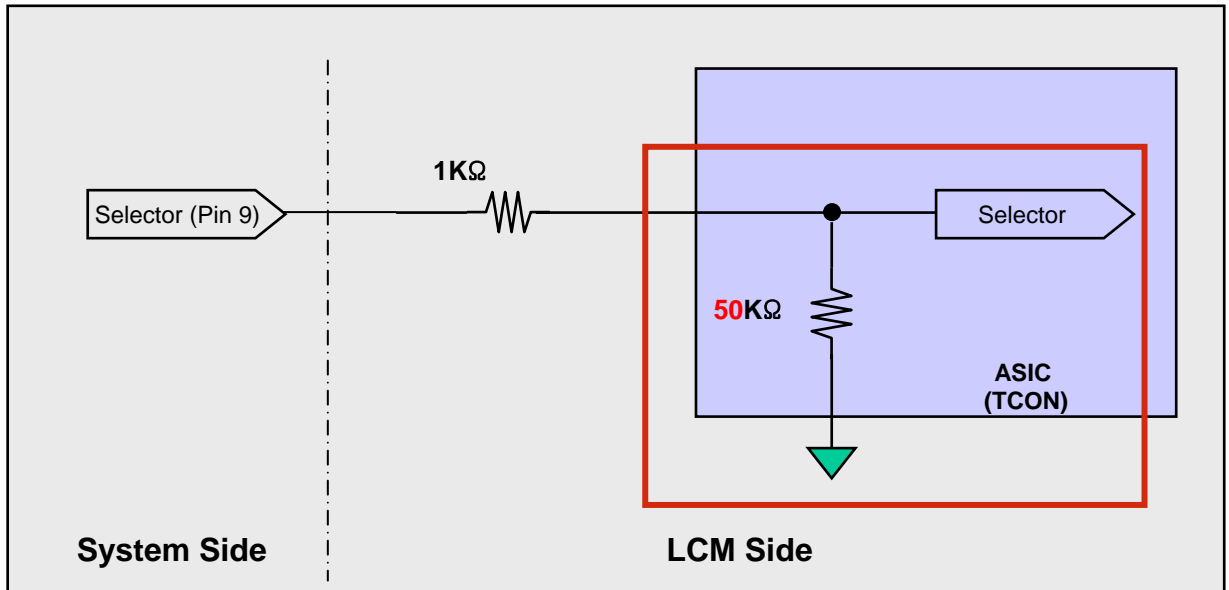 1KΩ
Selector (Pin 9)
Selector
50KΩ
ASIC
(TCON)
System Side
LCM Side